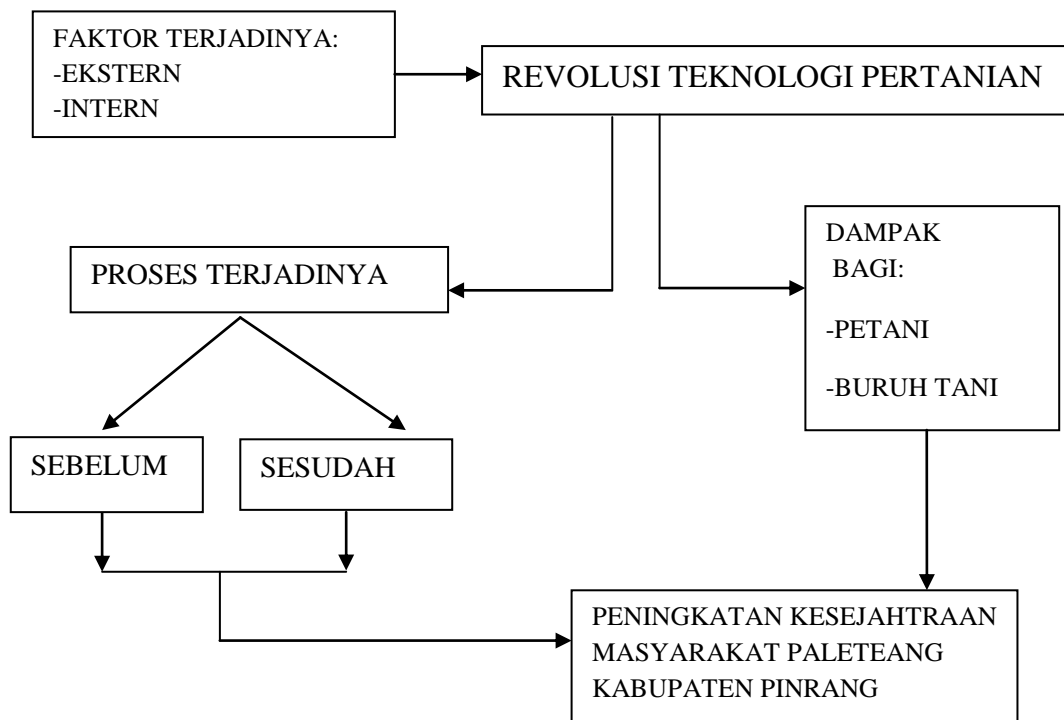 FAKTOR TERJADINYA:
-EKSTERN
-INTERN
REVOLUSI TEKNOLOGI PERTANIAN
PROSES TERJADINYA
DAMPAK
BAGI:
-PETANI
-BURUH TANI
SEBELUM
SESUDAH
PENINGKATAN KESEJAHTRAAN
MASYARAKAT PALETEANG
KABUPATEN PINRANG